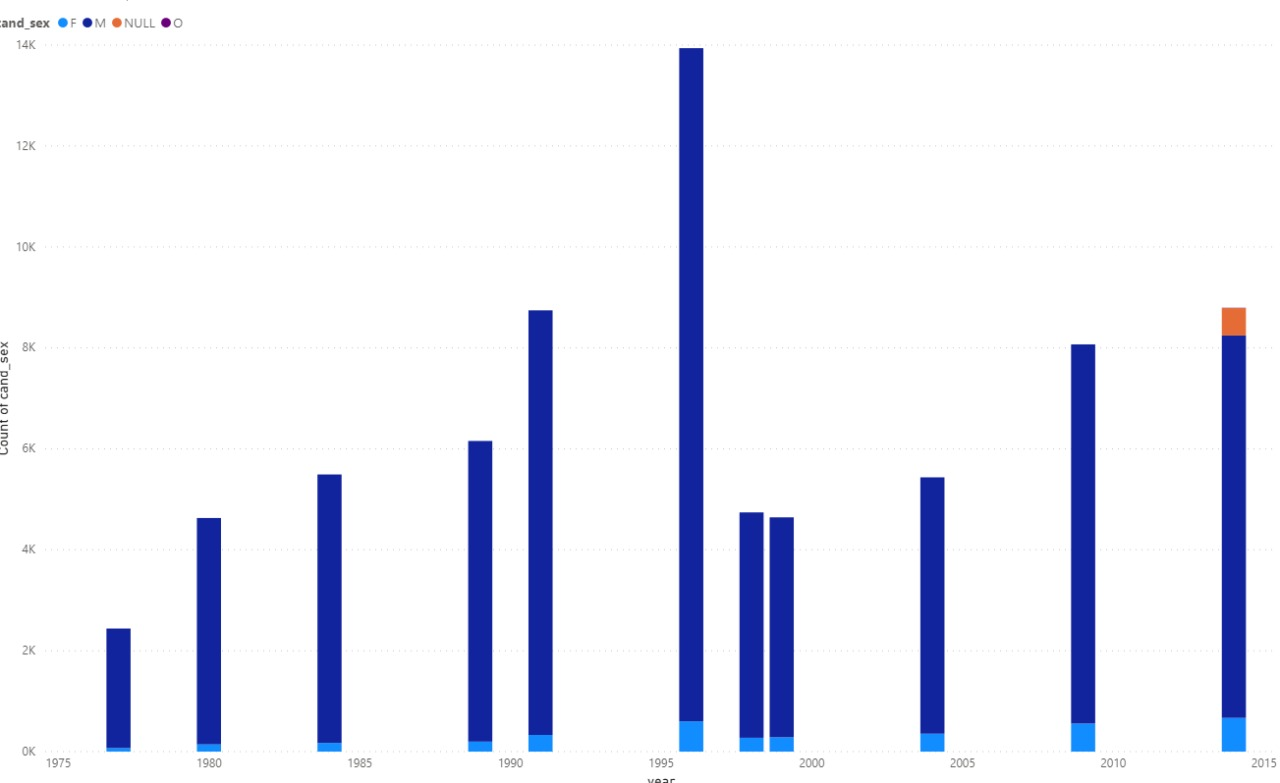 cand_sex F M NULL O
14K
12K
10K
8K
6K
4K
2K
0K
Count of cand_sex
1975 1980 1985 1990 1995 2000 2005 2010 2015
year